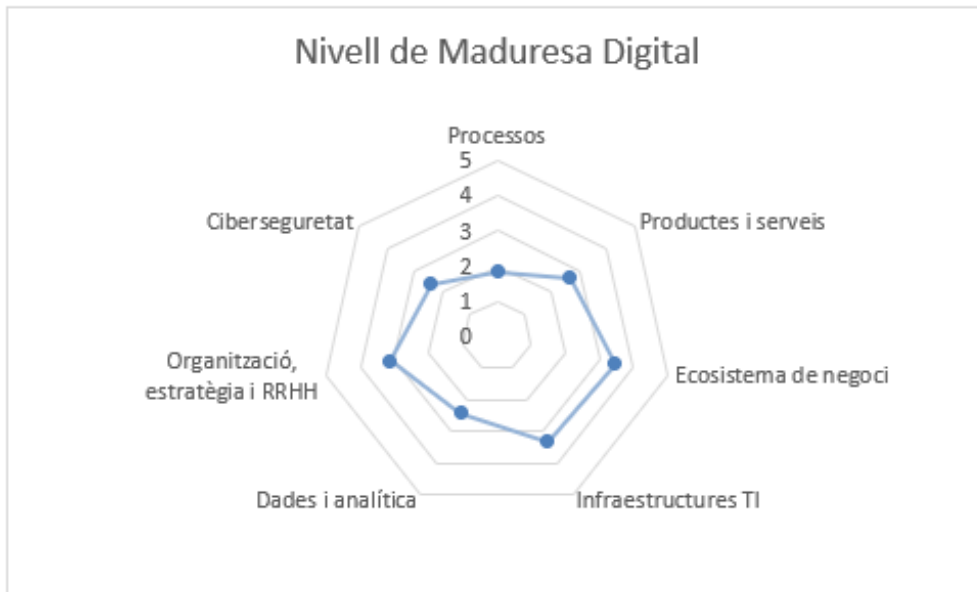 Nivell de Maduresa Digital
Processos
5
4
3
2
1
0
Productes i serveis
Ecosistema de negoci
Infraestructures TI
Dades i analítica
Organització,
estratègia i RRHH
Ciberseguretat